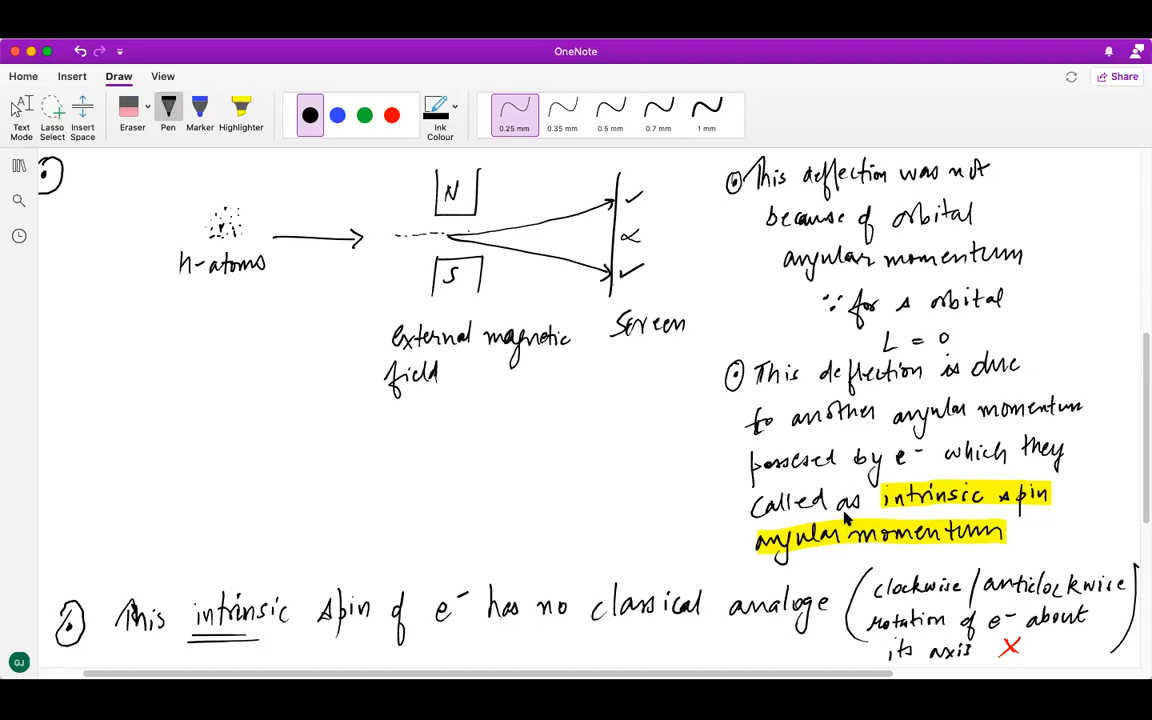 OneNote
Home Insert Draw View
Share
Text Mode
Lasso Select
Insert Space
Eraser
Pen
Marker
Highlighter
Ink Colour
0.25 mm
0.35 mm
0.5 mm
0.7 mm
1 mm
N
S
h-atoms
external magnetic
field
Screen
This deflection was not
because of orbital
angular momentum
∵ for s orbital
L = 0
This deflection is due
to another angular momentum
possesed by e⁻ which they
called as intrinsic spin
angular momentum
This intrinsic spin of e⁻ has no classical analoge
(clockwise/anticlockwise
rotation of e⁻ about
its axis ✗)
GJ